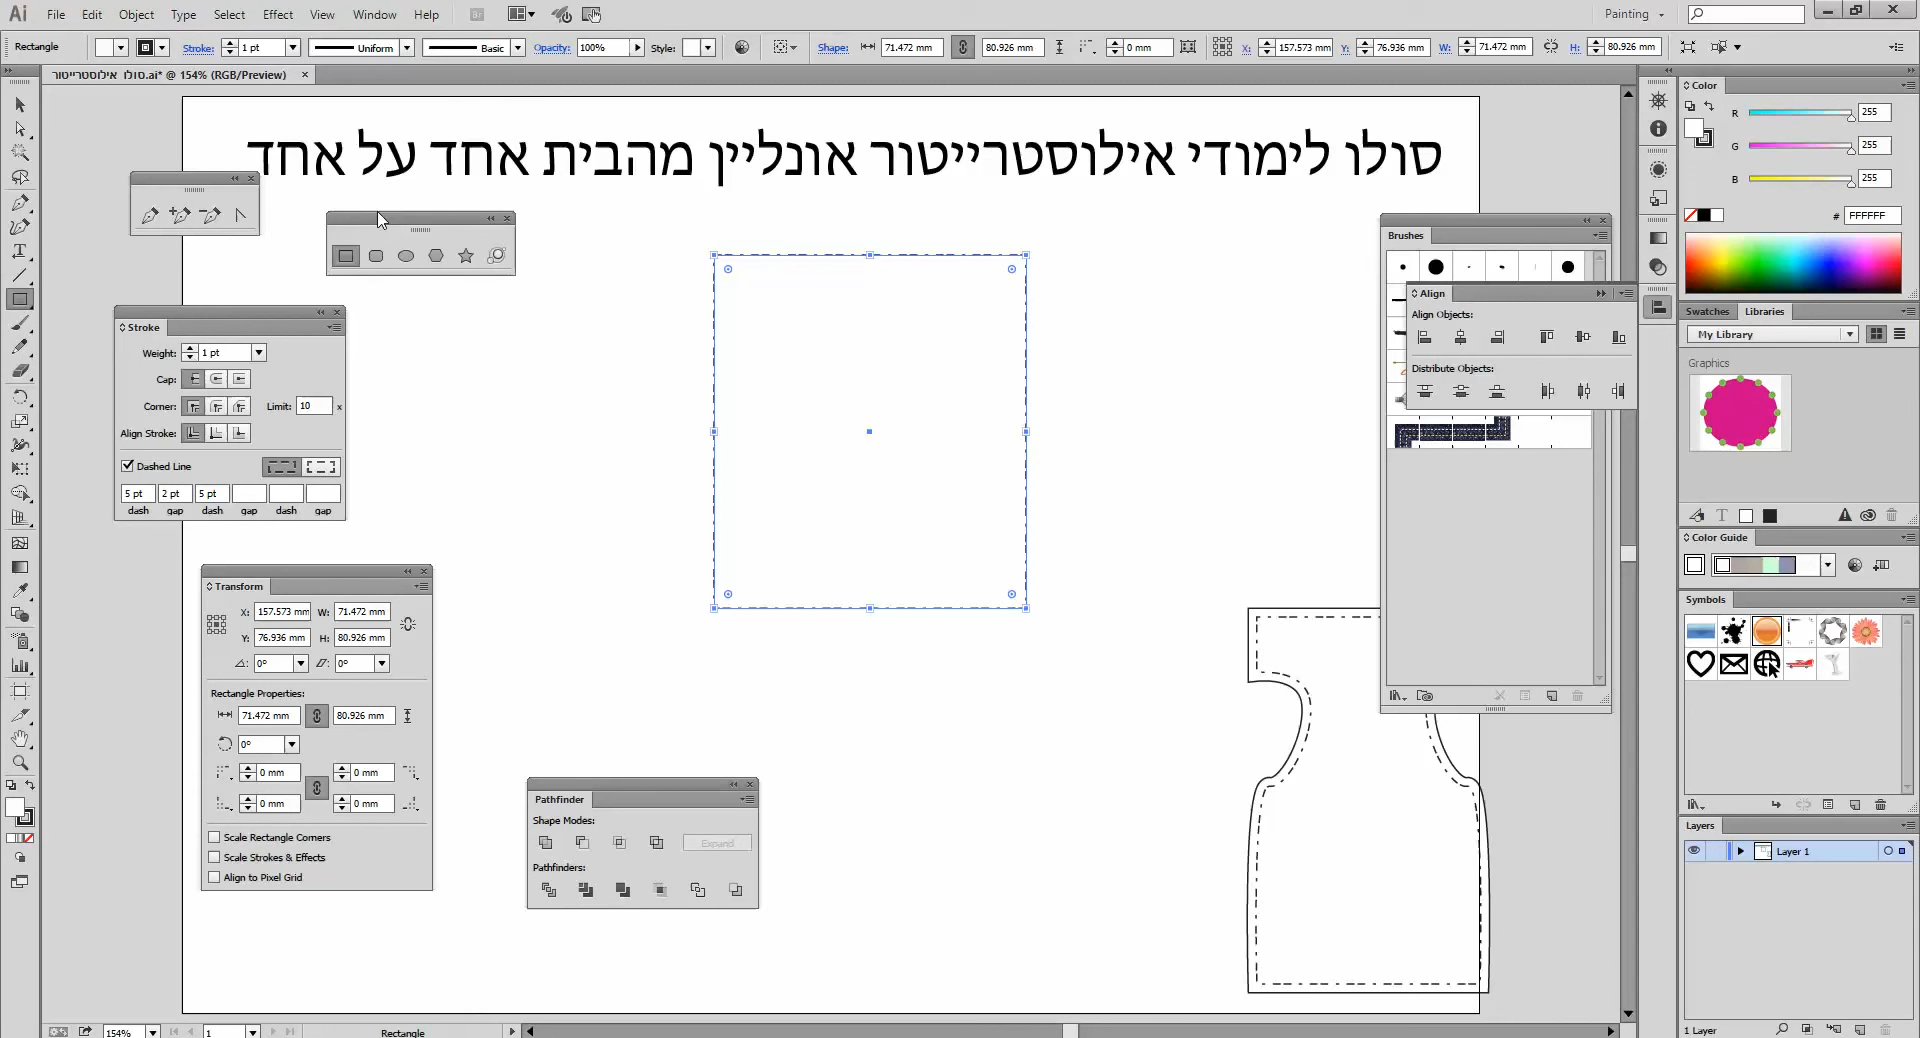 Ai File Edit Object Type Select Effect View Window Help Br Painting
Rectangle Stroke: 1 pt Uniform Basic Opacity: 100% Style: Shape: 71.472 mm 80.926 mm 0 mm X: 157.573 mm Y: 76.936 mm W: 71.472 mm H: 80.926 mm
סולו אילוסטרייטור.ai* @ 154% (RGB/Preview)
סולו לימודי אילוסטרייטור אונליין מהבית אחד על אחד
Stroke
Weight: 1 pt
Cap:
Corner: Limit: 10 x
Align Stroke:
Dashed Line
5 pt 2 pt 5 pt
dash gap dash gap dash gap
Transform
X: 157.573 mm W: 71.472 mm
Y: 76.936 mm H: 80.926 mm
0° 0°
Rectangle Properties:
71.472 mm 80.926 mm
0°
0 mm 0 mm
0 mm 0 mm
Scale Rectangle Corners
Scale Strokes & Effects
Align to Pixel Grid
Pathfinder
Shape Modes:
Expand
Pathfinders:
Brushes
Align
Align Objects:
Distribute Objects:
Color
R 255
G 255
B 255
# FFFFFF
Swatches Libraries
My Library
Graphics
Color Guide
Symbols
Layers
Layer 1
1 Layer
154% 1 Rectangle